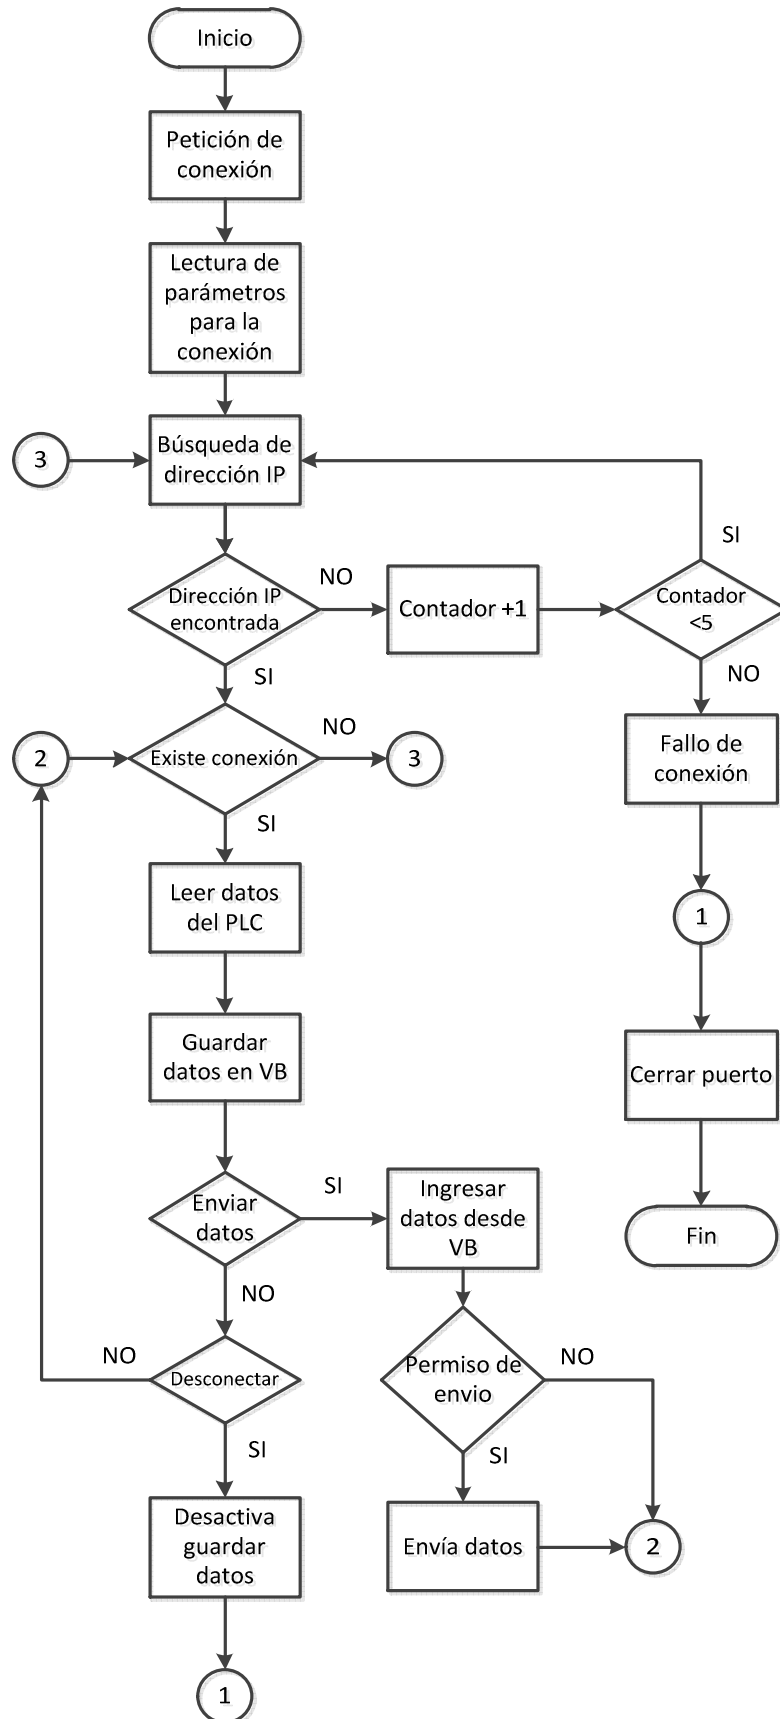 Inicio
Petición de
conexión
Lectura de
parámetros
para la
conexión
3
Búsqueda de
dirección IP
SI
Dirección IP
encontrada
NO
Contador +1
Contador
<5
SI
NO
2
Existe conexión
NO
3
Fallo de
conexión
SI
Leer datos
del PLC
1
Guardar
datos en VB
Cerrar puerto
Enviar
datos
SI
Ingresar
datos desde
VB
Fin
NO
NO
Desconectar
Permiso de
envio
NO
SI
SI
Desactiva
guardar
datos
Envía datos
2
1